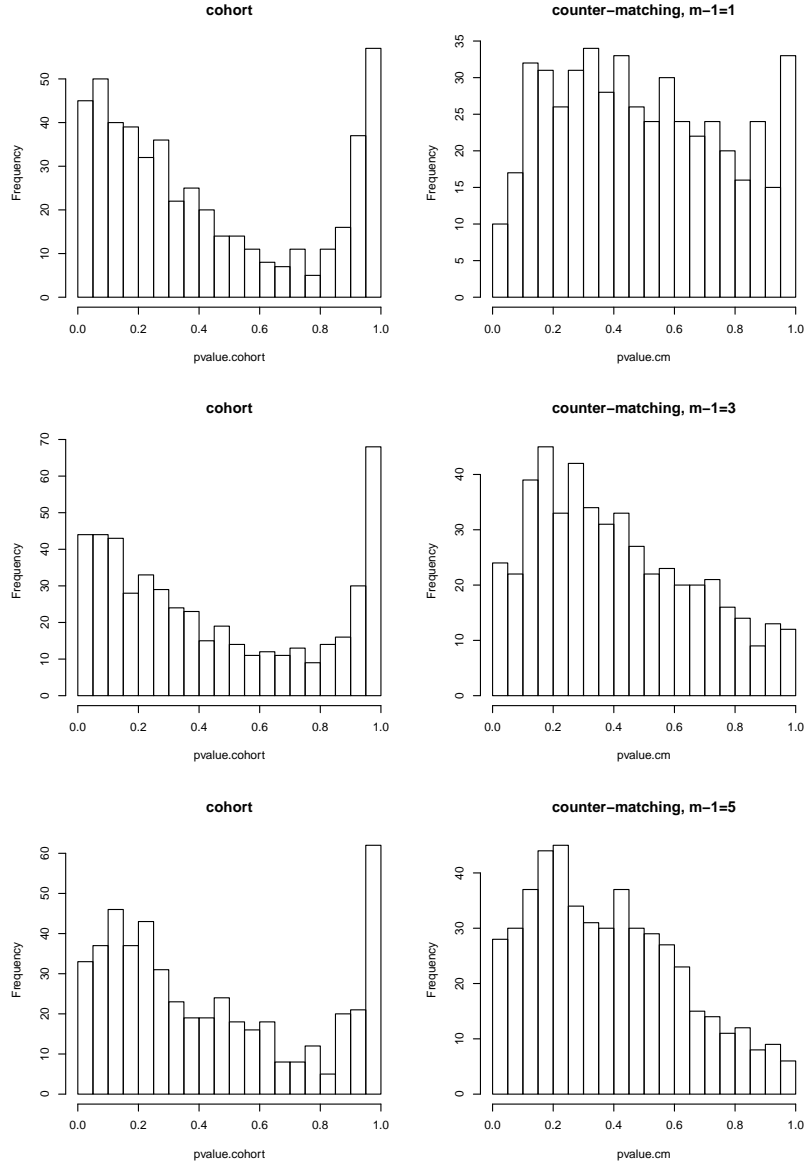 cohort
Frequency
0 10 20 30 40 50
0.0 0.2 0.4 0.6 0.8 1.0
pvalue.cohort
counter−matching, m−1=1
Frequency
0 5 10 15 20 25 30 35
0.0 0.2 0.4 0.6 0.8 1.0
pvalue.cm
cohort
Frequency
0 10 20 30 40 50 60 70
0.0 0.2 0.4 0.6 0.8 1.0
pvalue.cohort
counter−matching, m−1=3
Frequency
0 10 20 30 40
0.0 0.2 0.4 0.6 0.8 1.0
pvalue.cm
cohort
Frequency
0 10 20 30 40 50 60
0.0 0.2 0.4 0.6 0.8 1.0
pvalue.cohort
counter−matching, m−1=5
Frequency
0 10 20 30 40
0.0 0.2 0.4 0.6 0.8 1.0
pvalue.cm